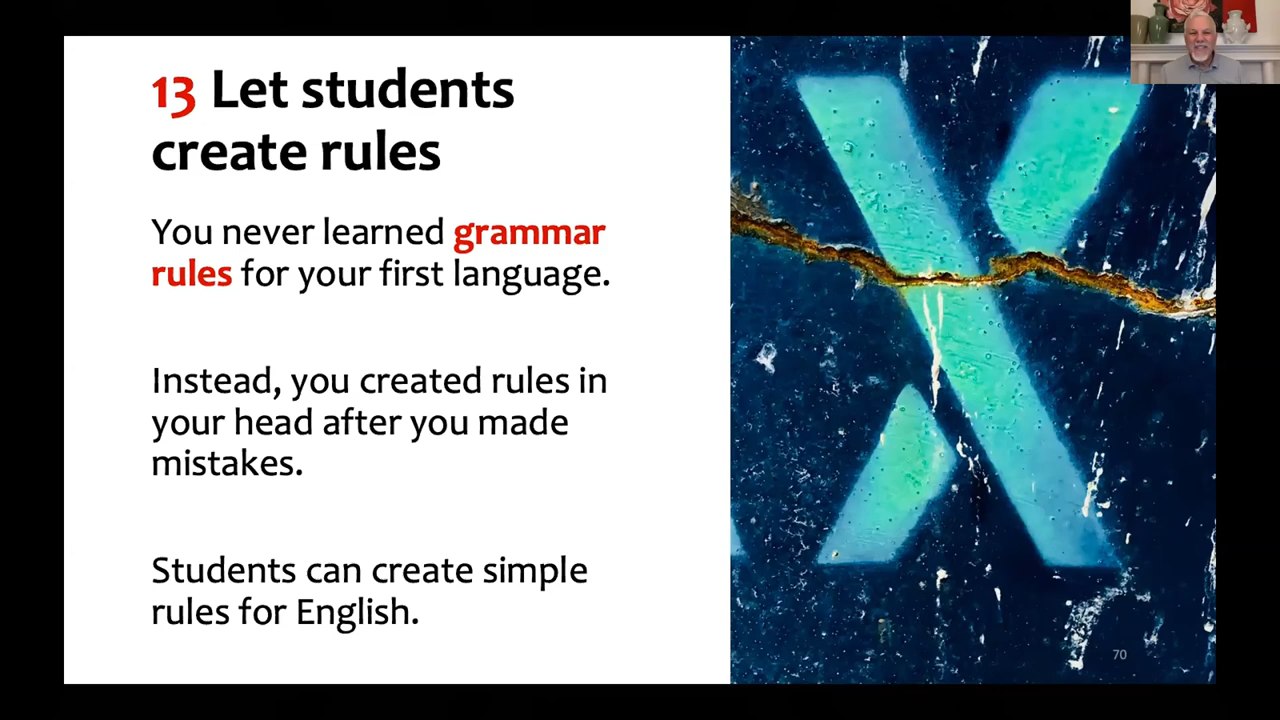 13 Let students
create rules
You never learned grammar
rules for your first language.
Instead, you created rules in
your head after you made
mistakes.
Students can create simple
rules for English.
X
70